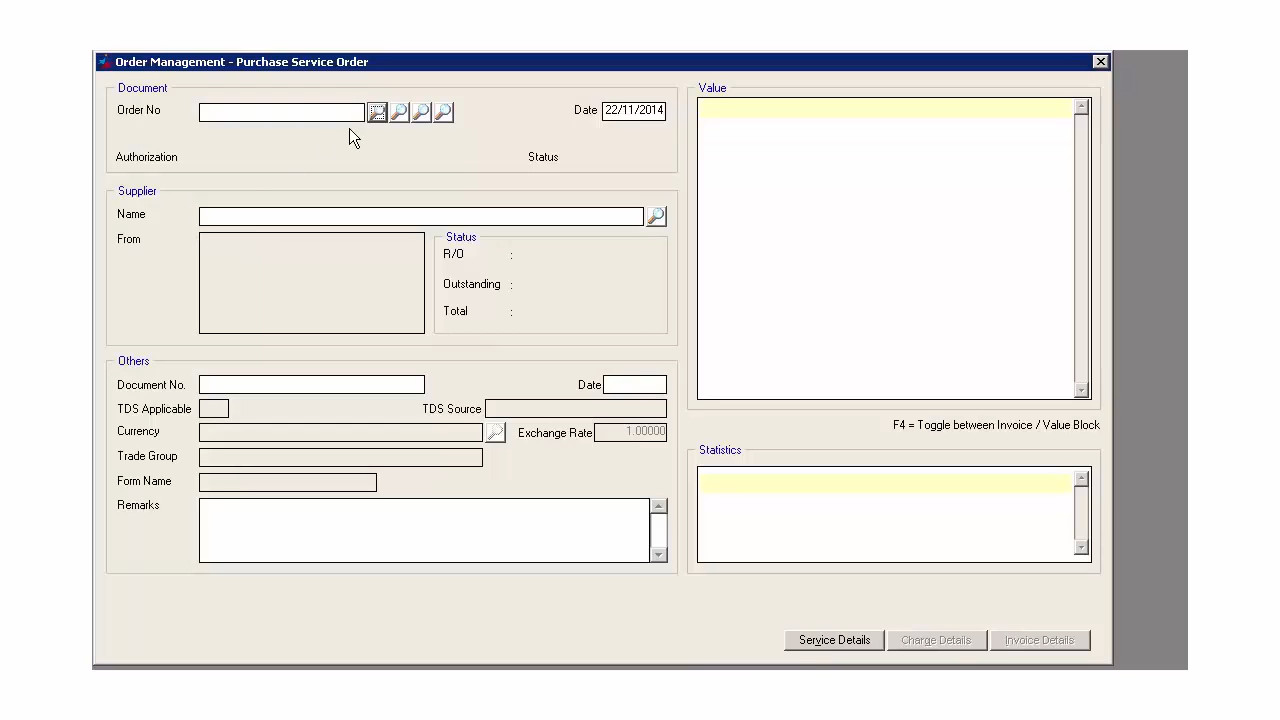 Order Management - Purchase Service Order
Document
Order No
Date 22/11/2014
Authorization
Status
Supplier
Name
From
Status
R/O :
Outstanding :
Total :
Others
Document No.
Date
TDS Applicable
TDS Source
Currency
Exchange Rate 1.00000
Trade Group
Form Name
Remarks
Value
F4 = Toggle between Invoice / Value Block
Statistics
Service Details
Charge Details
Invoice Details